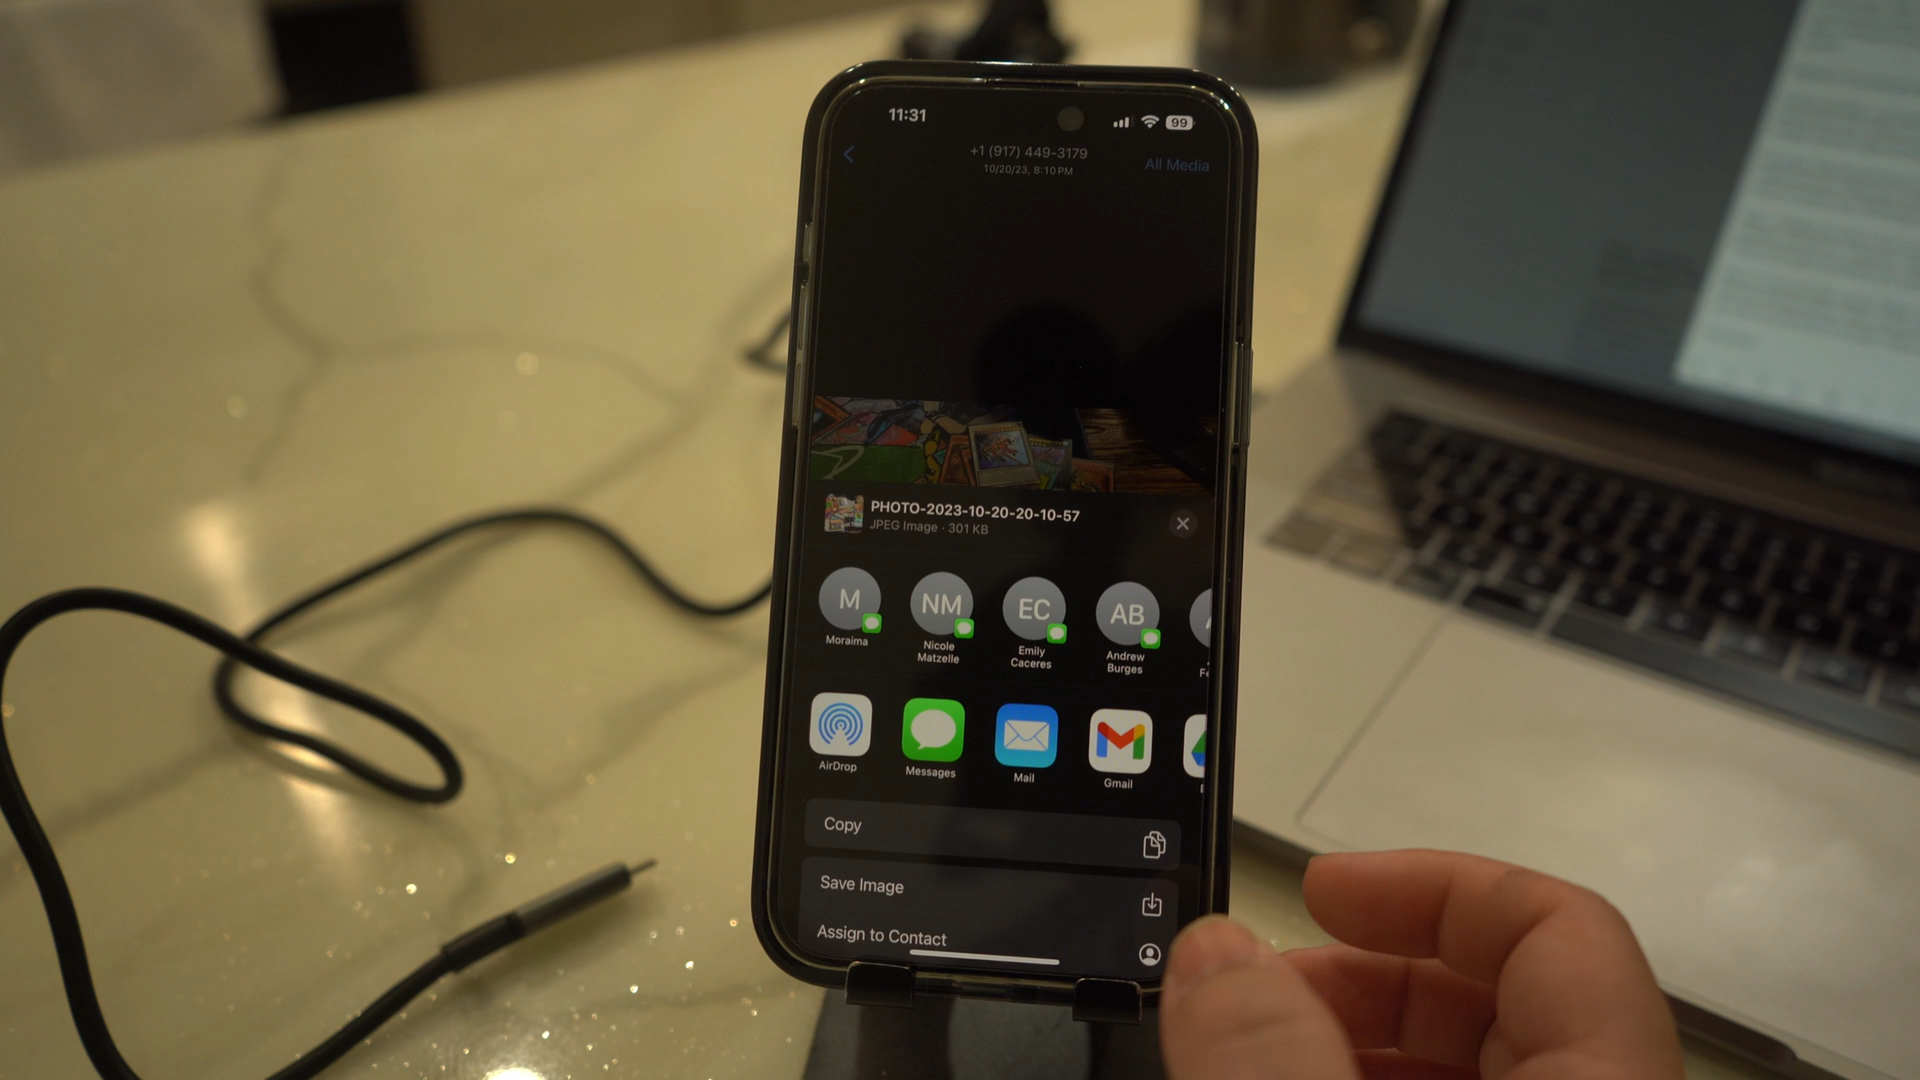 11:31
99
+1 (917) 449-3179
10/20/23, 8:10 PM
All Media
PHOTO-2023-10-20-20-10-57
JPEG Image · 301 KB
M
NM
EC
AB
Moraima
Nicole
Matzelle
Emily
Caceres
Andrew
Burges
AirDrop
Messages
Mail
Gmail
Copy
Save Image
Assign to Contact